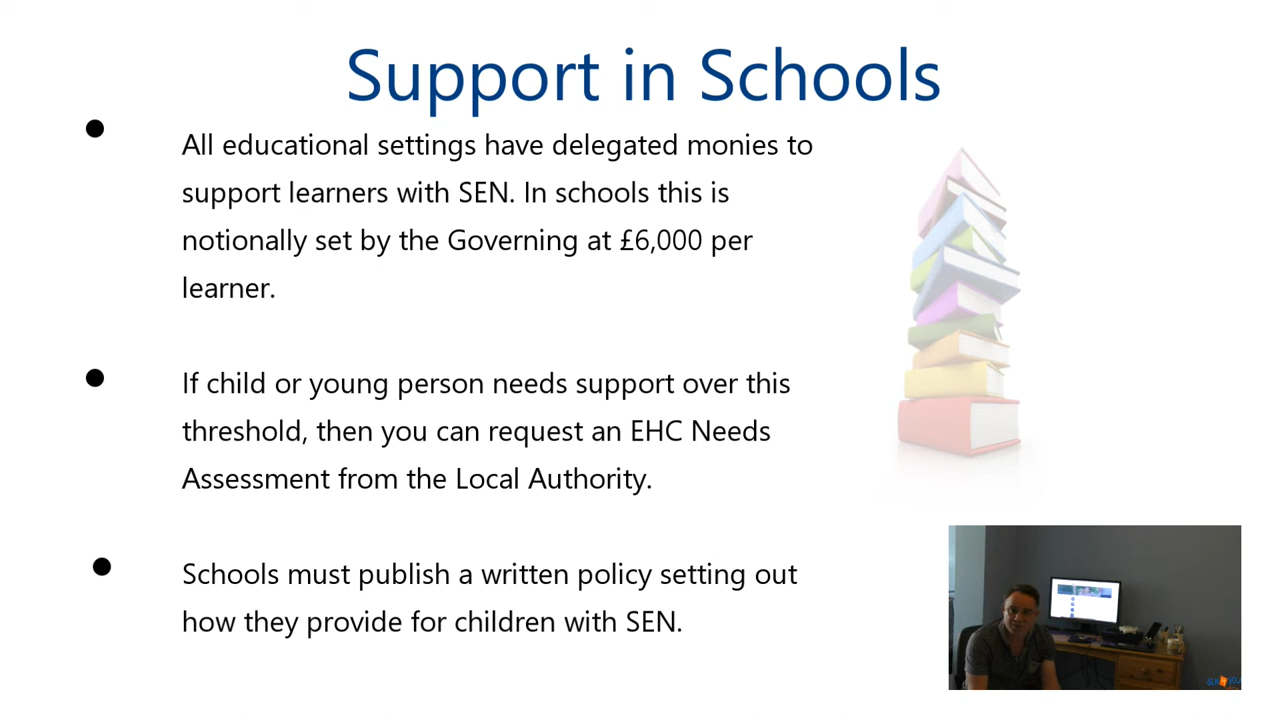 Support in Schools
All educational settings have delegated monies to
support learners with SEN. In schools this is
notionally set by the Governing at £6,000 per
learner.
If child or young person needs support over this
threshold, then you can request an EHC Needs
Assessment from the Local Authority.
Schools must publish a written policy setting out
how they provide for children with SEN.